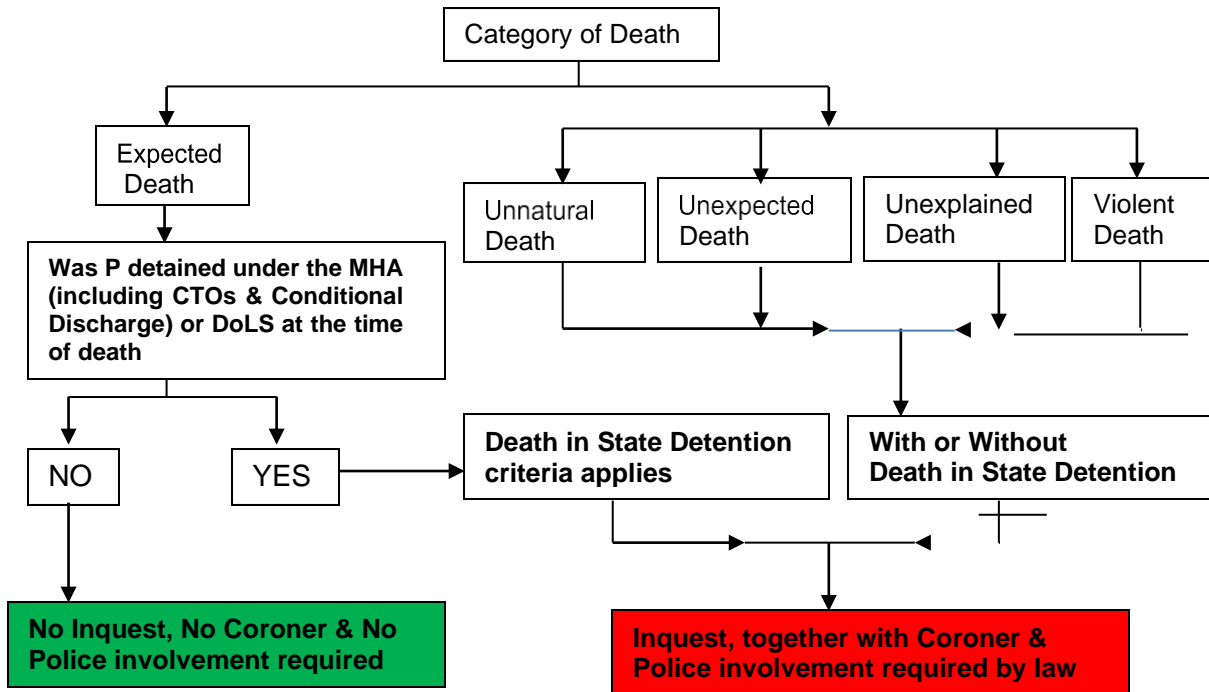 Category of Death
Expected
Death
Unnatural
Death
Unexpected
Death
Unexplained
Death
Violent
Death
Was P detained under the MHA
(including CTOs & Conditional
Discharge) or DoLS at the time
of death
NO
YES
Death in State Detention
criteria applies
With or Without
Death in State Detention
No Inquest, No Coroner & No
Police involvement required
Inquest, together with Coroner &
Police involvement required by law